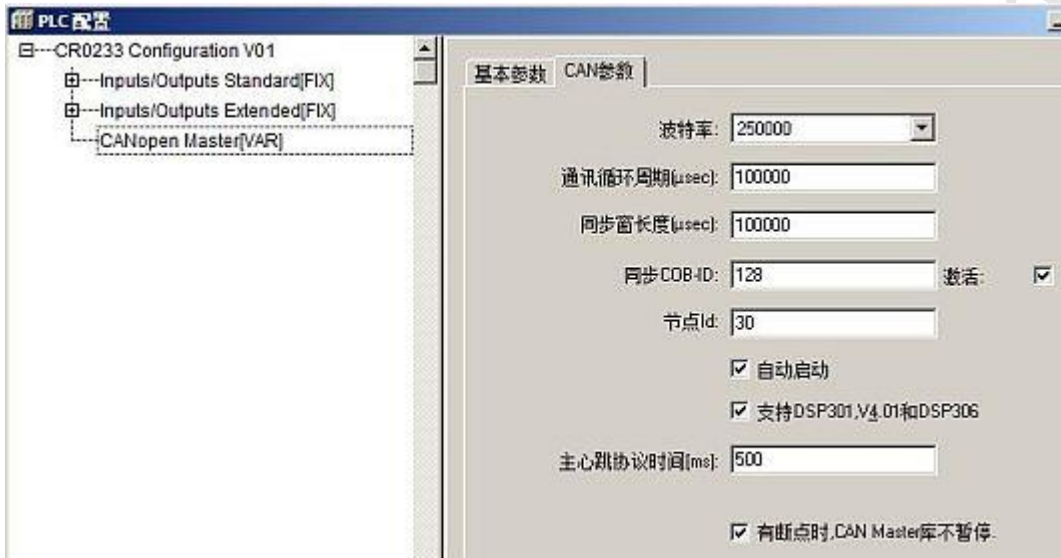 PLC 配置
CR0233 Configuration V01
Inputs/Outputs Standard[FIX]
Inputs/Outputs Extended[FIX]
CANopen Master[VAR]
基本参数 CAN参数
波特率: 250000
通讯循环周期[µsec]: 100000
同步窗长度[µsec]: 100000
同步COB-ID: 128 激活:
节点Id: 30
自动启动
支持DSP301,V4.01和DSP306
主心跳协议时间[ms]: 500
有断点时,CAN Master库不暂停.